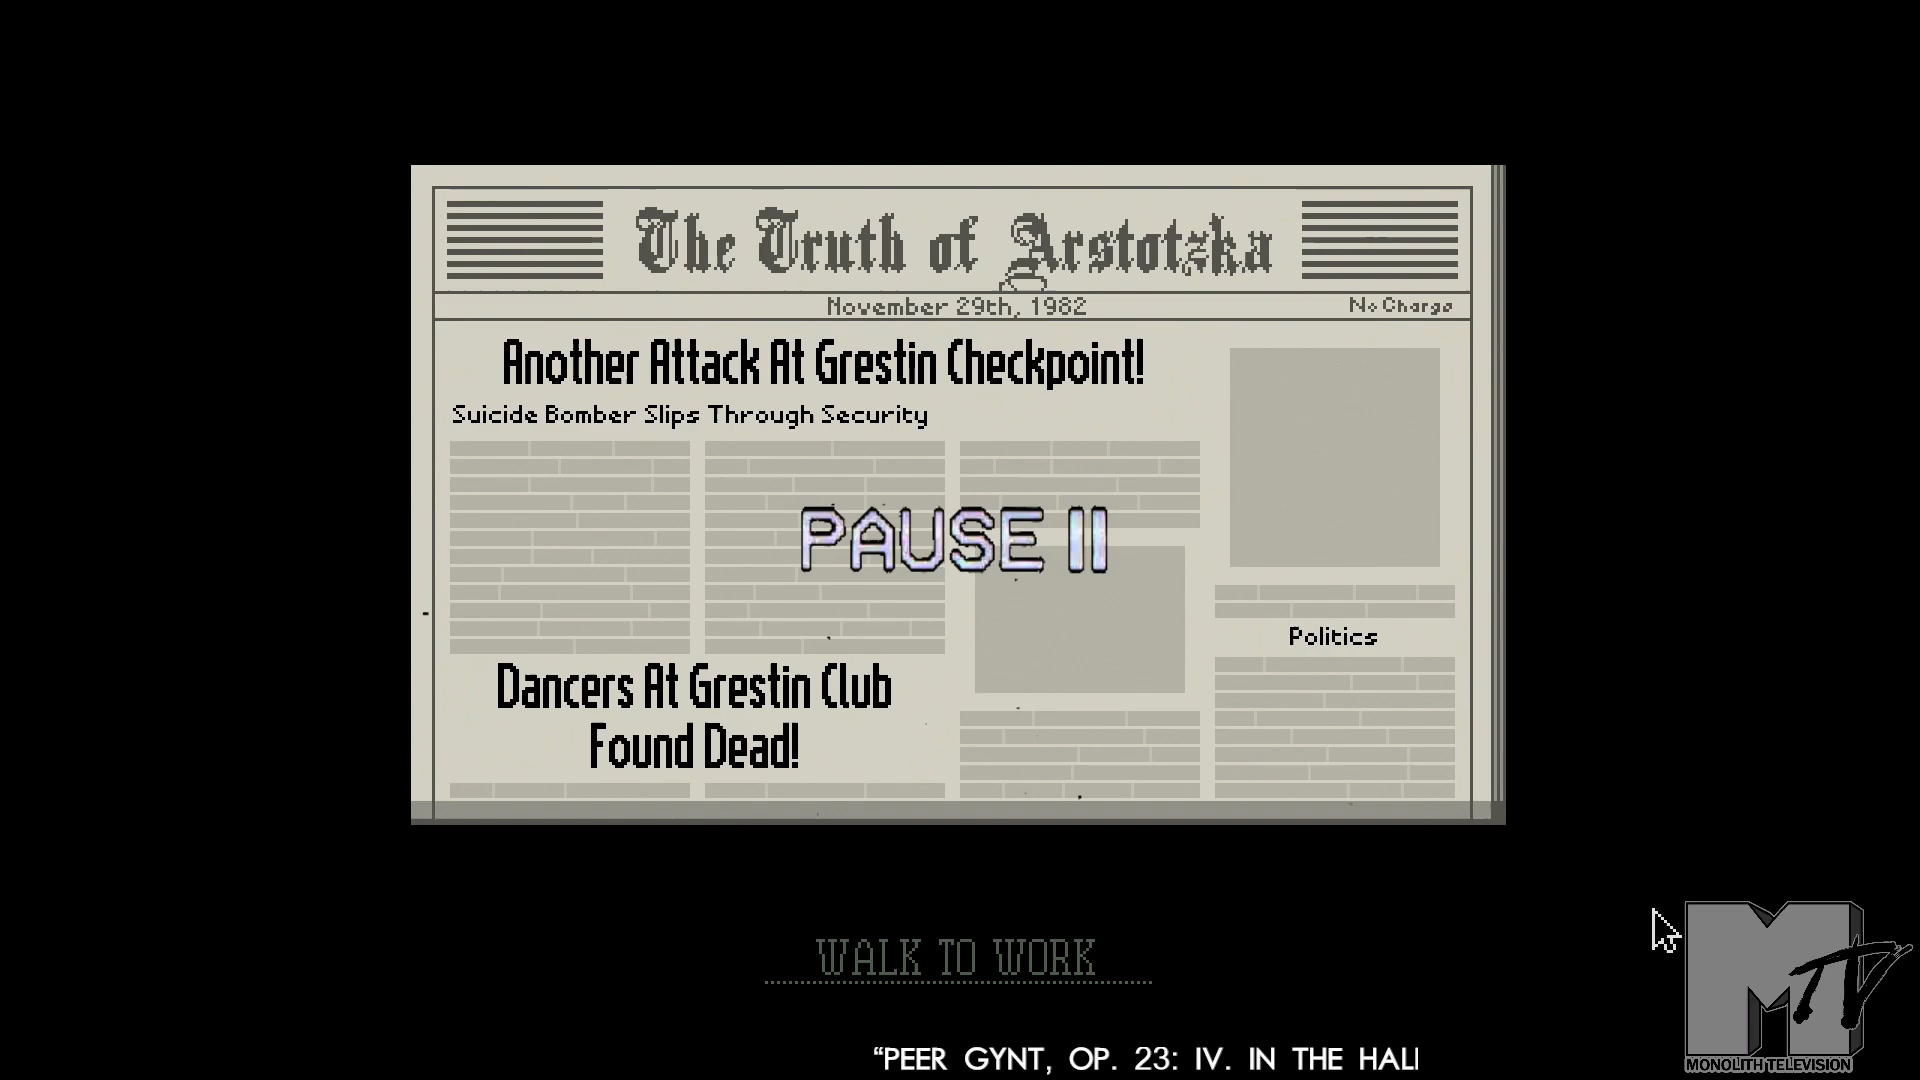 The Truth of Arstotzka
November 29th, 1982
No Charge
Another Attack At Grestin Checkpoint!
Suicide Bomber Slips Through Security
PAUSE
Politics
Dancers At Grestin Club
Found Dead!
WALK TO WORK
MTV
MONOLITH TELEVISION
“PEER GYNT, OP. 23: IV. IN THE HAL